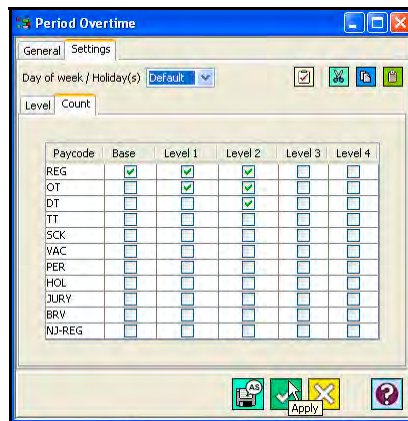 Period Overtime
General Settings
Day of week / Holiday(s) Default
Level Count
Paycode Base Level 1 Level 2 Level 3 Level 4
REG
OT
DT
TT
SCK
VAC
PER
HOL
JURY
BRV
NJ-REG
AS
Apply
?